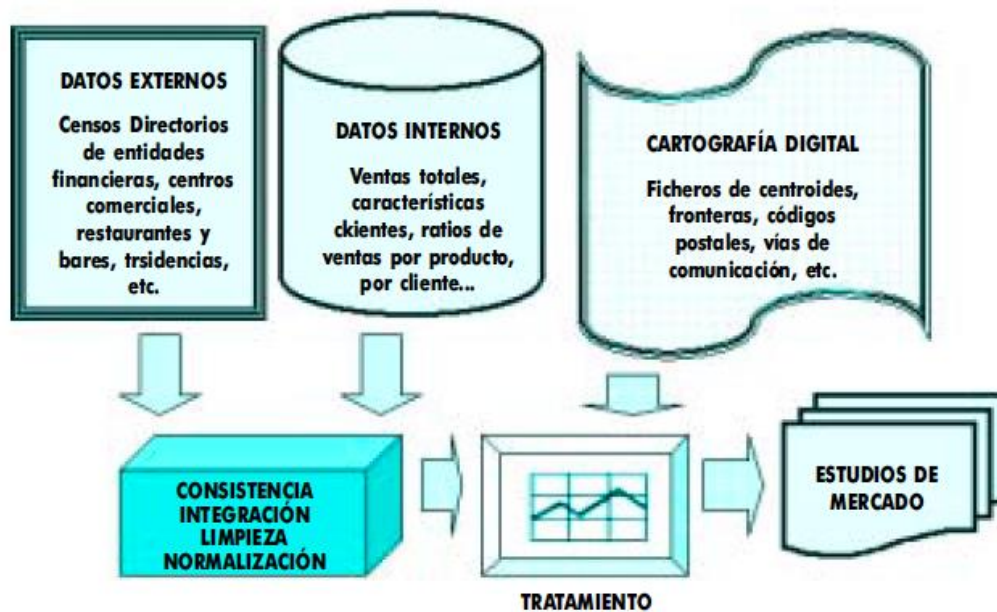 DATOS EXTERNOS
Censos Directorios
de entidades
financieras, centros
comerciales,
restaurantes y
bares, trsidencias,
etc.
DATOS INTERNOS
Ventas totales,
características
ckientes, ratios de
ventas por producto,
por cliente...
CARTOGRAFÍA DIGITAL
Ficheros de centroides,
fronteras, códigos
postales, vías de
comunicación, etc.
CONSISTENCIA
INTEGRACIÓN
LIMPIEZA
NORMALIZACIÓN
TRATAMIENTO
ESTUDIOS DE
MERCADO